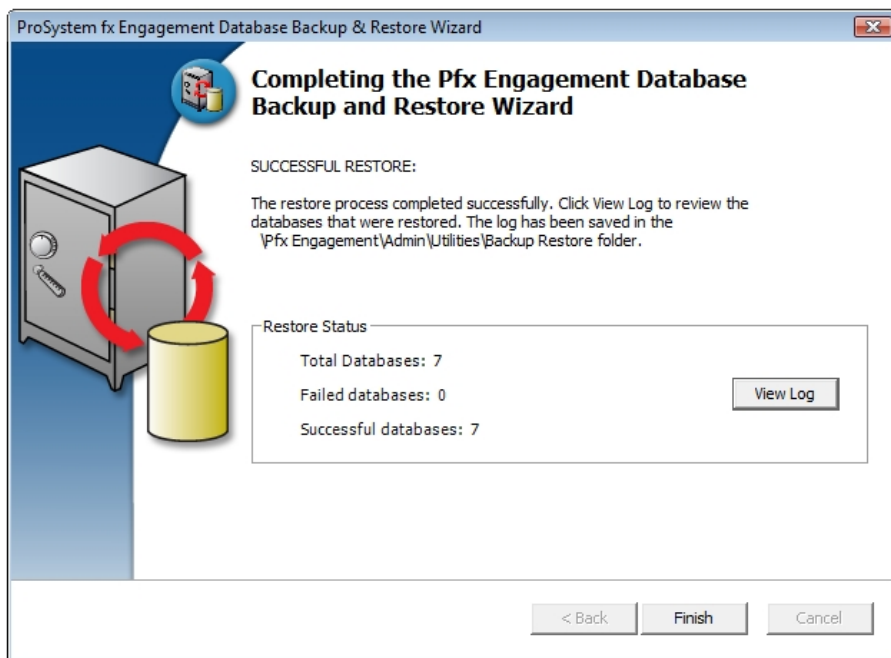 ProSystem fx Engagement Database Backup & Restore Wizard
Completing the Pfx Engagement Database
Backup and Restore Wizard
SUCCESSFUL RESTORE:
The restore process completed successfully. Click View Log to review the
databases that were restored. The log has been saved in the
\Pfx Engagement\Admin\Utilities\Backup Restore folder.
Restore Status
Total Databases: 7
Failed databases: 0
View Log
Successful databases: 7
< Back
Finish
Cancel